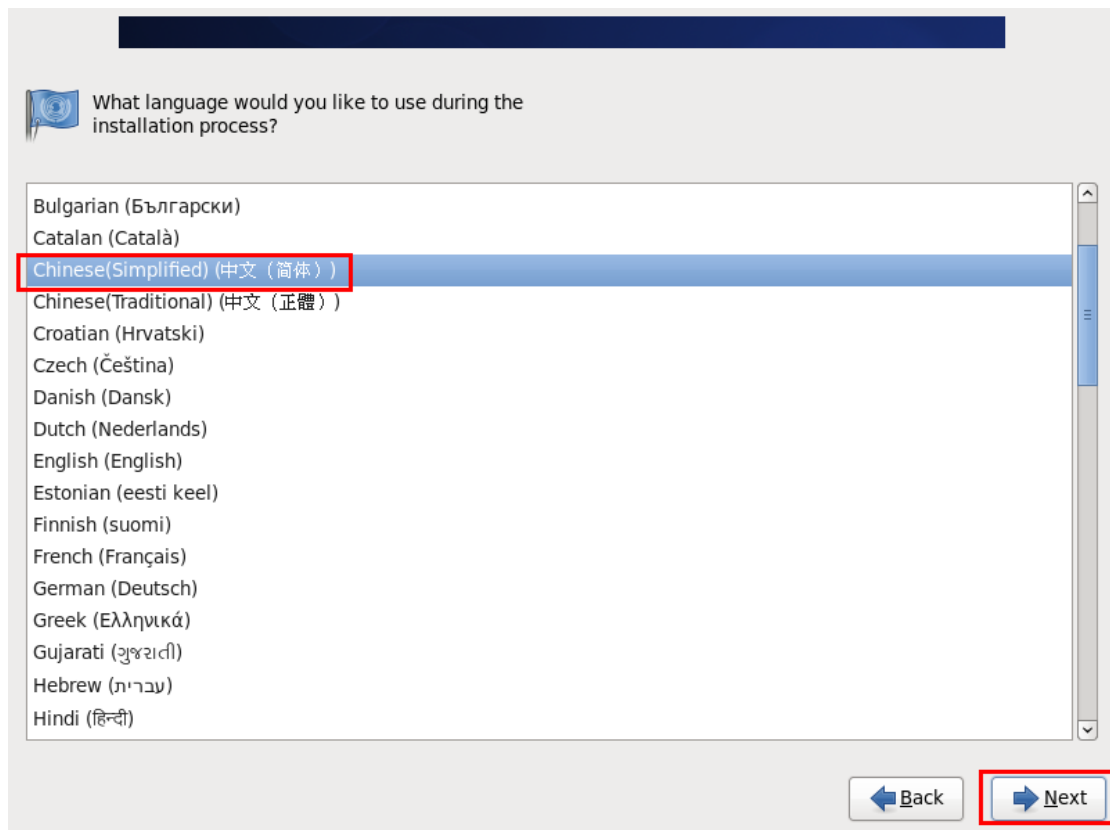 What language would you like to use during the
installation process?
Bulgarian (Български)
Catalan (Català)
Chinese(Simplified) (中文（简体）)
Chinese(Traditional) (中文（正體）)
Croatian (Hrvatski)
Czech (Čeština)
Danish (Dansk)
Dutch (Nederlands)
English (English)
Estonian (eesti keel)
Finnish (suomi)
French (Français)
German (Deutsch)
Greek (Ελληνικά)
Gujarati (ગુજરાતી)
Hebrew (עברית)
Hindi (हिन्दी)
Back
Next